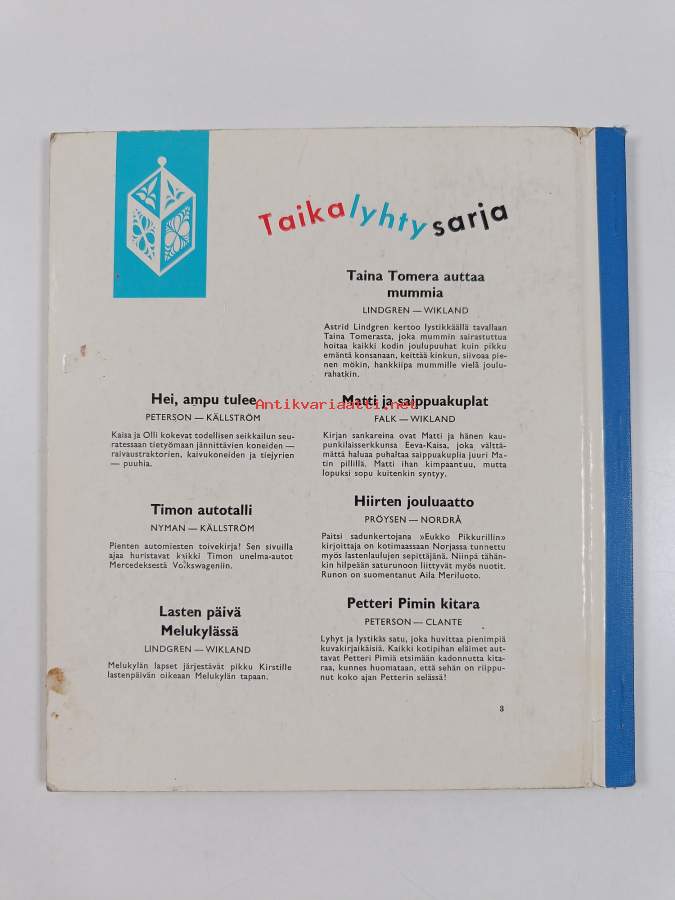 Taikalyhtysarja
Taina Tomera auttaa
mummia
LINDGREN — WIKLAND
Astrid Lindgren kertoo lystikkäällä tavallaan
Taina Tomerasta, joka mummin sairastuttua
hoitaa kaikki kodin joulupuuhat kuin pikku
emäntä konsanaan, keittää kinkun, siivoaa pie-
nen mökin, hankkiipa mummille vielä joulu-
rahatkin.
Hei, ampu tulee
PETERSON — KÄLLSTRÖM
Kaisa ja Olli kokevat todellisen seikkailun seu-
ratessaan tietyömaan jännittävien koneiden —
raivaustraktorien, kaivukoneiden ja tiejyrien
— puuhia.
Antikvariaatti.net
Matti ja saippuakuplat
FALK — WIKLAND
Kirjan sankareina ovat Matti ja hänen kau-
punkilaisserkkunsa Eeva-Kaisa, joka välttä-
mättä haluaa puhaltaa saippuakuplia juuri Ma-
tin pillillä. Matti ihan kimpaantuu, mutta
lopuksi sopu kuitenkin syntyy.
Timon autotalli
NYMAN — KÄLLSTRÖM
Pienten automiesten toivekirja! Sen sivuilla
ajaa huristavat kaikki Timon unelma-autot
Mercedeksestä Volkswageniin.
Hiirten jouluaatto
PRÖYSEN — NORDRÅ
Paitsi sadunkertojana »Eukko Pikkurillin»
kirjoittaja on kotimaassaan Norjassa tunnettu
myös lastenlaulujen sepittäjänä. Niinpä tähän-
kin hilpeään saturunoon liittyvät myös nuotit.
Runon on suomentanut Aila Meriluoto.
Lasten päivä
Melukylässä
LINDGREN — WIKLAND
Melukylän lapset järjestävät pikku Kirstille
lastenpäivän oikeaan Melukylän tapaan.
Petteri Pimin kitara
PETERSON — CLANTE
Lyhyt ja lystikäs satu, joka huvittaa pienimpiä
kuvakirjaikäisiä. Kaikki kotipihan eläimet aut-
tavat Petteri Pimiä etsimään kadonnutta kita-
raa, kunnes huomataan, että sehän on riippu-
nut koko ajan Petterin selässä!
3